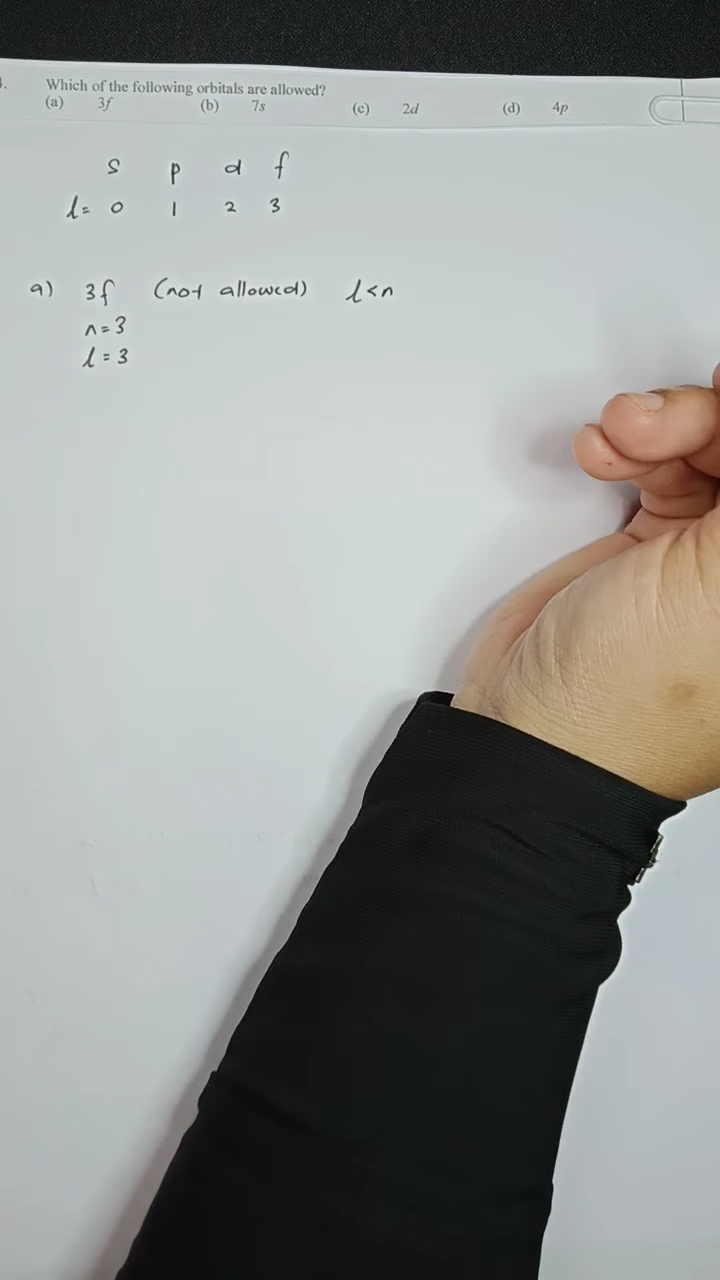 Which of the following orbitals are allowed?
(a) 3f (b) 7s (c) 2d (d) 4p
s p d f
l = 0 1 2 3
a) 3f (not allowed) l<n
n=3
l=3